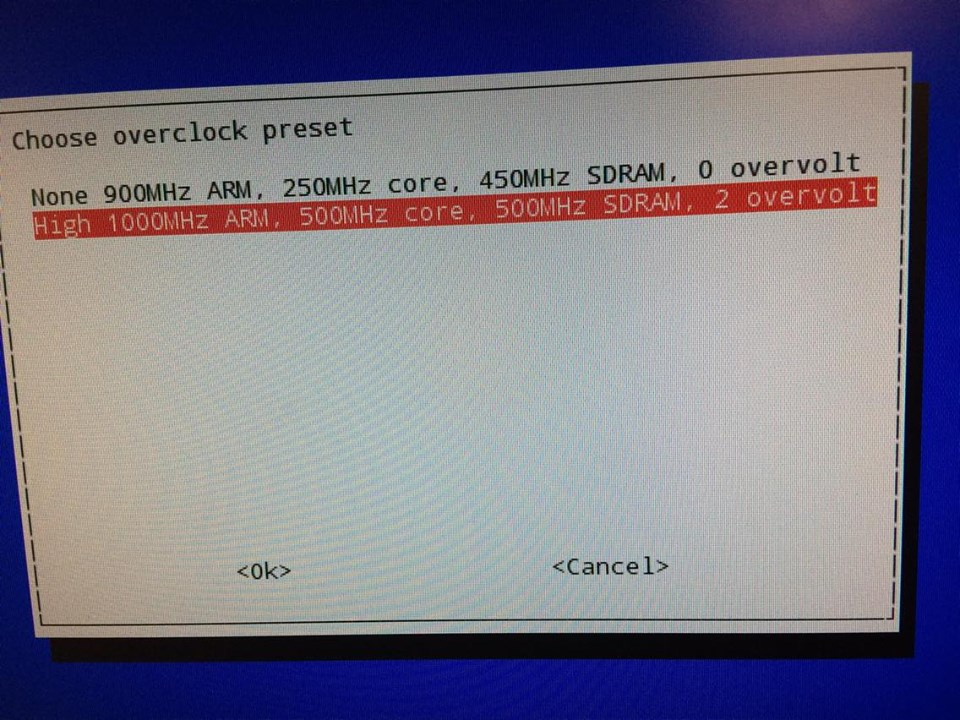 Choose overclock preset
None 900MHz ARM, 250MHz core, 450MHz SDRAM, 0 overvolt
High 1000MHz ARM, 500MHz core, 500MHz SDRAM, 2 overvolt
<Ok> <Cancel>